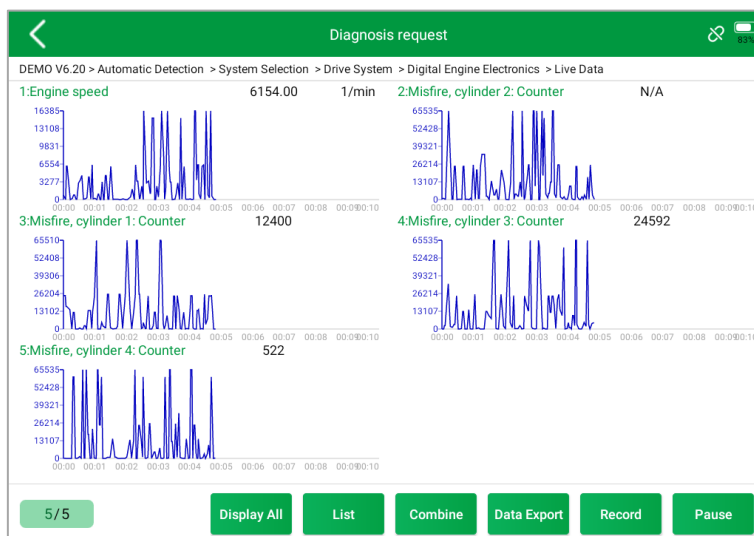 Diagnosis request
83%
DEMO V6.20 > Automatic Detection > System Selection > Drive System > Digital Engine Electronics > Live Data
1:Engine speed 6154.00 1/min
16385
13108
9831
6554
3277
0
00:00 00:01 00:02 00:03 00:04 00:05 00:06 00:07 00:08 00:09 00:10
2:Misfire, cylinder 2: Counter N/A
65535
52428
39321
26214
13107
0
00:00 00:01 00:02 00:03 00:04 00:05 00:06 00:07 00:08 00:09
3:Misfire, cylinder 1: Counter 12400
65510
52408
39306
26204
13102
0
00:00 00:01 00:02 00:03 00:04 00:05 00:06 00:07 00:08 00:09 00:10
4:Misfire, cylinder 3: Counter 24592
65535
52428
39321
26214
13107
0
00:00 00:01 00:02 00:03 00:04 00:05 00:06 00:07 00:08 00:09
5:Misfire, cylinder 4: Counter 522
65535
52428
39321
26214
13107
0
00:00 00:01 00:02 00:03 00:04 00:05 00:06 00:07 00:08 00:09 00:10
5/5
Display All
List
Combine
Data Export
Record
Pause